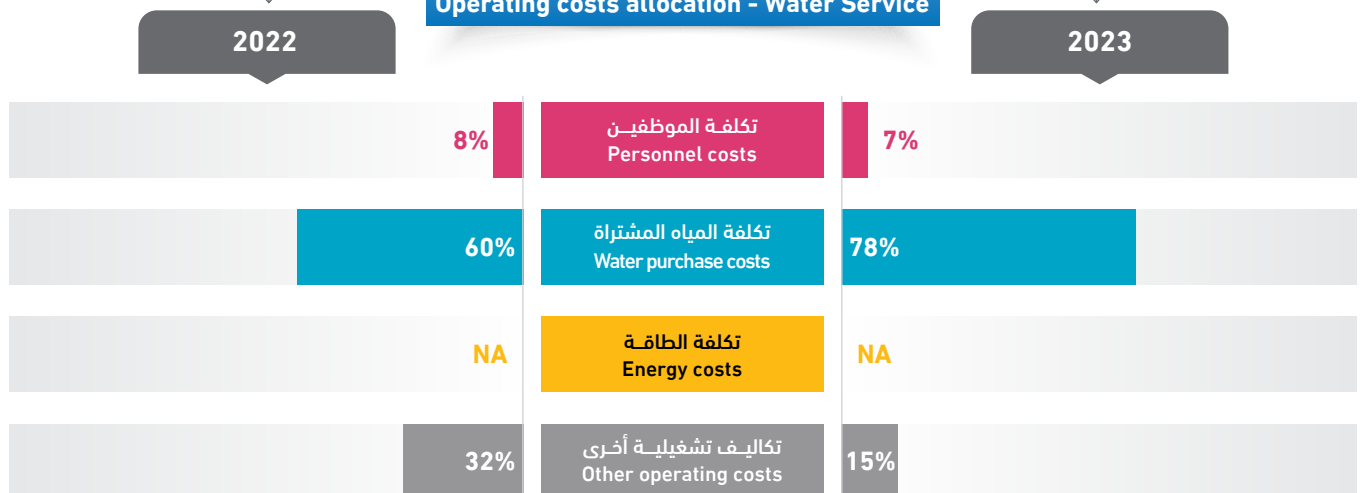 Operating costs allocation - Water Service
2022
2023
8%
تكلفة الموظفين
Personnel costs
7%
60%
تكلفة المياه المشتراة
Water purchase costs
78%
NA
تكلفة الطاقة
Energy costs
NA
32%
تكاليف تشغيلية أخرى
Other operating costs
15%